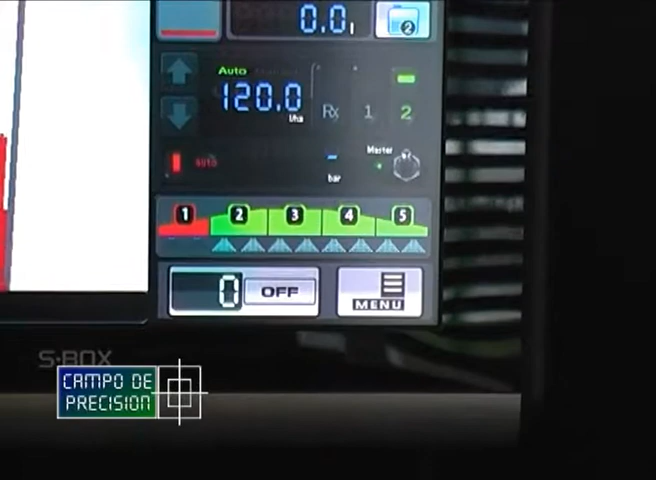 0.0 l
2
Auto
120.0
l/ha
Rx 1 2
auto
Master
bar
1 2 3 4 5
0 OFF
MENU
S-BOX
CAMPO DE
PRECISION